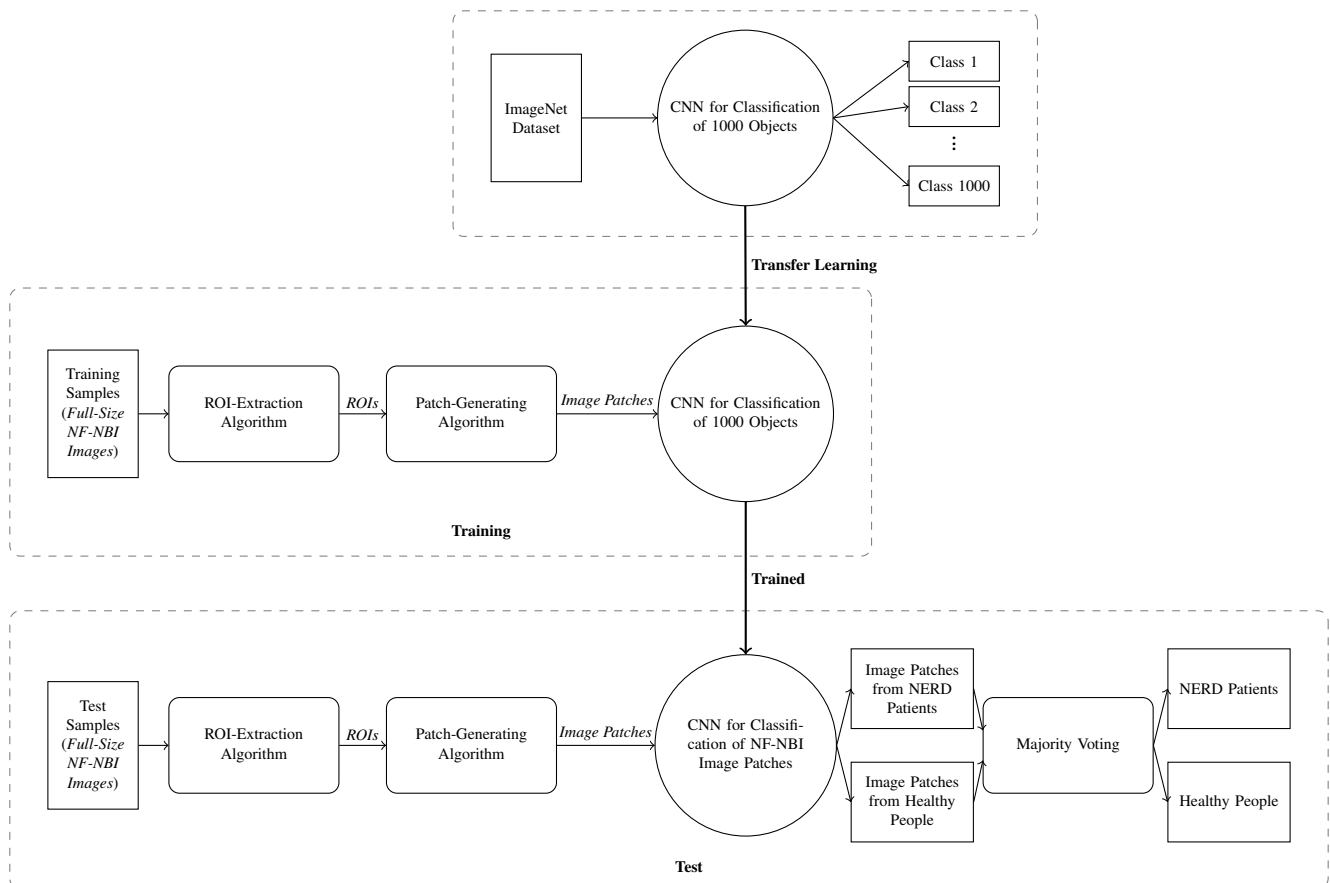 ImageNet
Dataset
CNN for Classification
of 1000 Objects
Class 1
Class 2
⋮
Class 1000
Transfer Learning
Training
Samples
(Full-Size
NF-NBI
Images)
ROI-Extraction
Algorithm
ROIs
Patch-Generating
Algorithm
Image Patches
CNN for Classification
of 1000 Objects
Training
Trained
Test
Samples
(Full-Size
NF-NBI
Images)
ROI-Extraction
Algorithm
ROIs
Patch-Generating
Algorithm
Image Patches
CNN for Classifi-
cation of NF-NBI
Image Patches
Image Patches
from NERD
Patients
Image Patches
from Healthy
People
Majority Voting
NERD Patients
Healthy People
Test